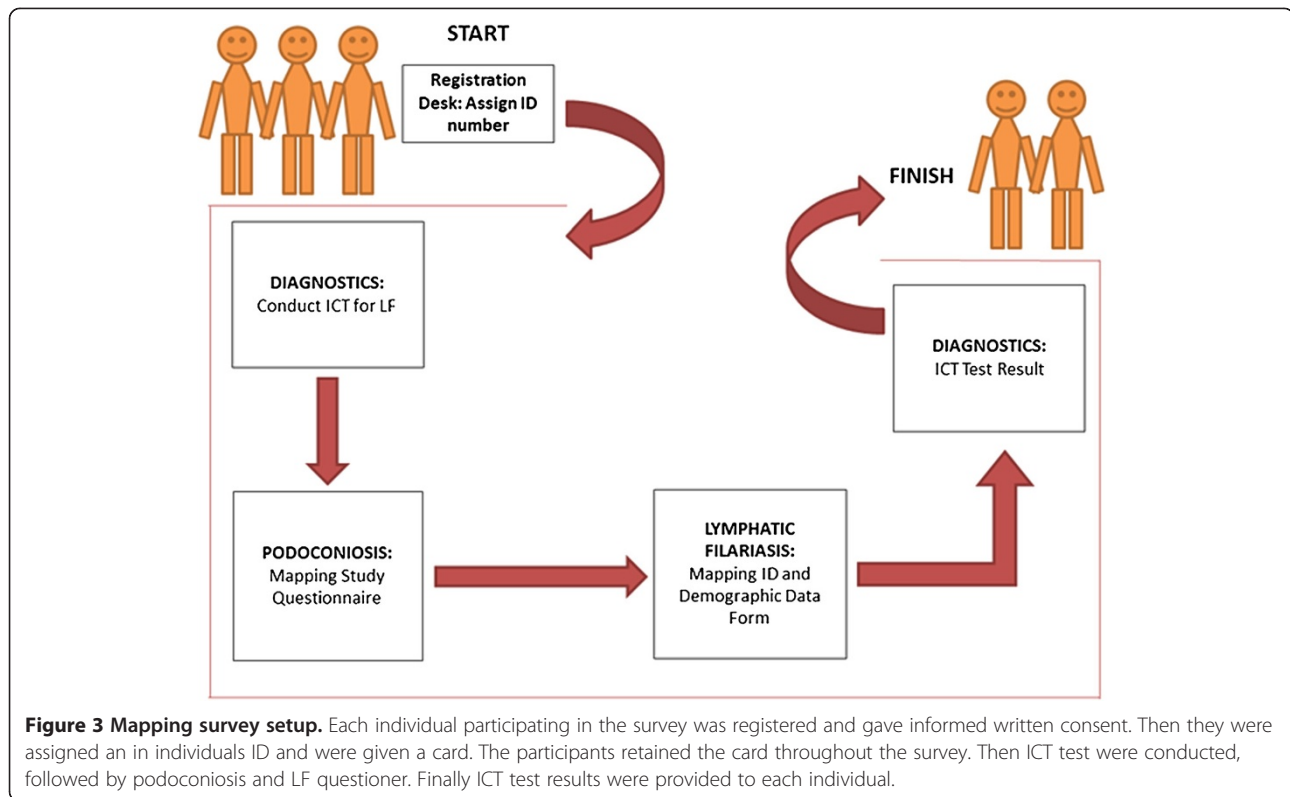 START
Registration
Desk: Assign ID
number
FINISH
DIAGNOSTICS:
Conduct ICT for LF
DIAGNOSTICS:
ICT Test Result
PODOCONIOSIS:
Mapping Study
Questionnaire
LYMPHATIC
FILARIASIS:
Mapping ID and
Demographic Data
Form
Figure 3 Mapping survey setup. Each individual participating in the survey was registered and gave informed written consent. Then they were
assigned an in individuals ID and were given a card. The participants retained the card throughout the survey. Then ICT test were conducted,
followed by podoconiosis and LF questioner. Finally ICT test results were provided to each individual.